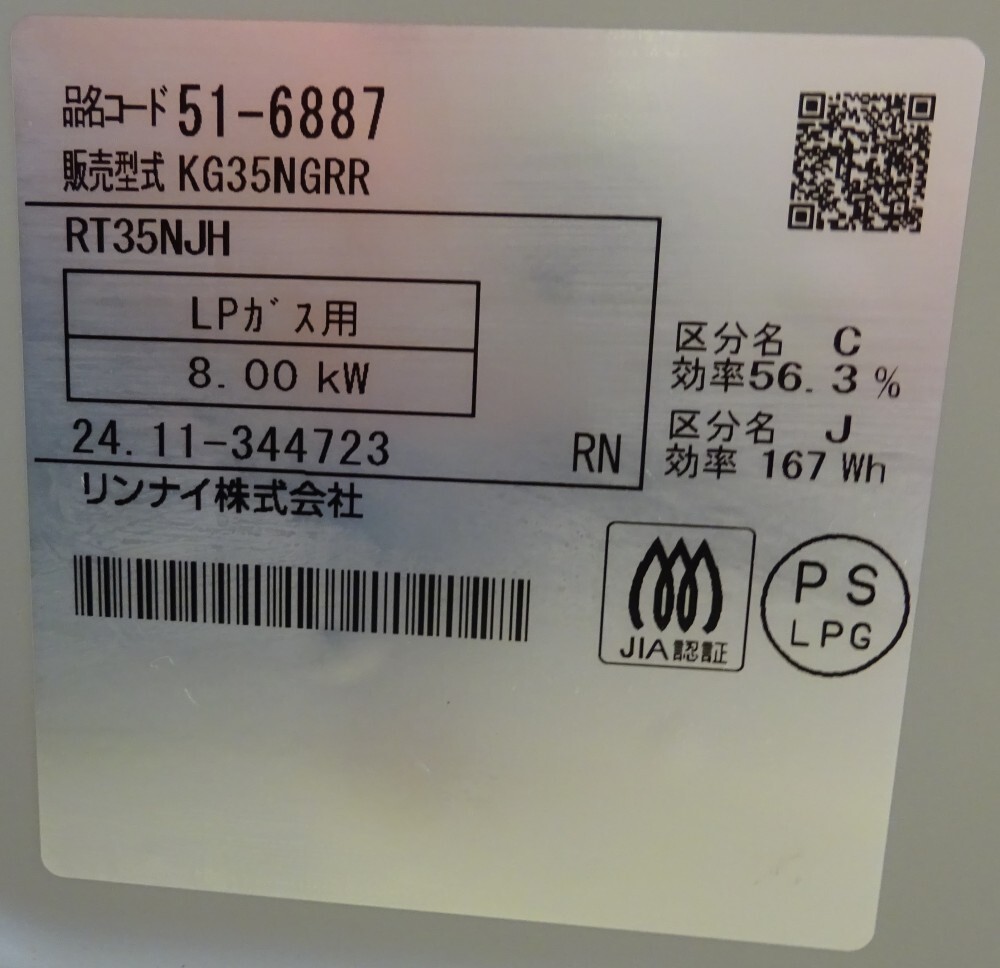 品名コード 51-6887
販売型式 KG35NGRR
RT35NJH
LPガス用
8.00 kW
24.11-344723 RN
リンナイ株式会社
区分名 C
効率56.3%
区分名 J
効率 167 Wh
JIA認証
PS
LPG